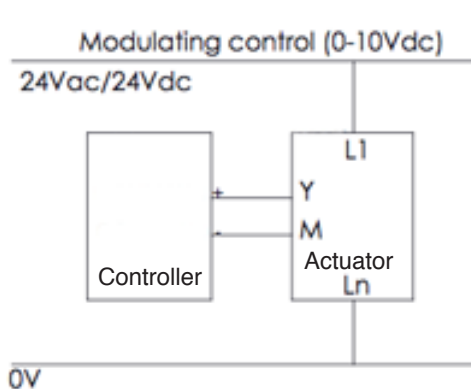 Modulating control (0-10Vdc)
24Vac/24Vdc
L1
+ Y
- M
Controller
Actuator
Ln
0V